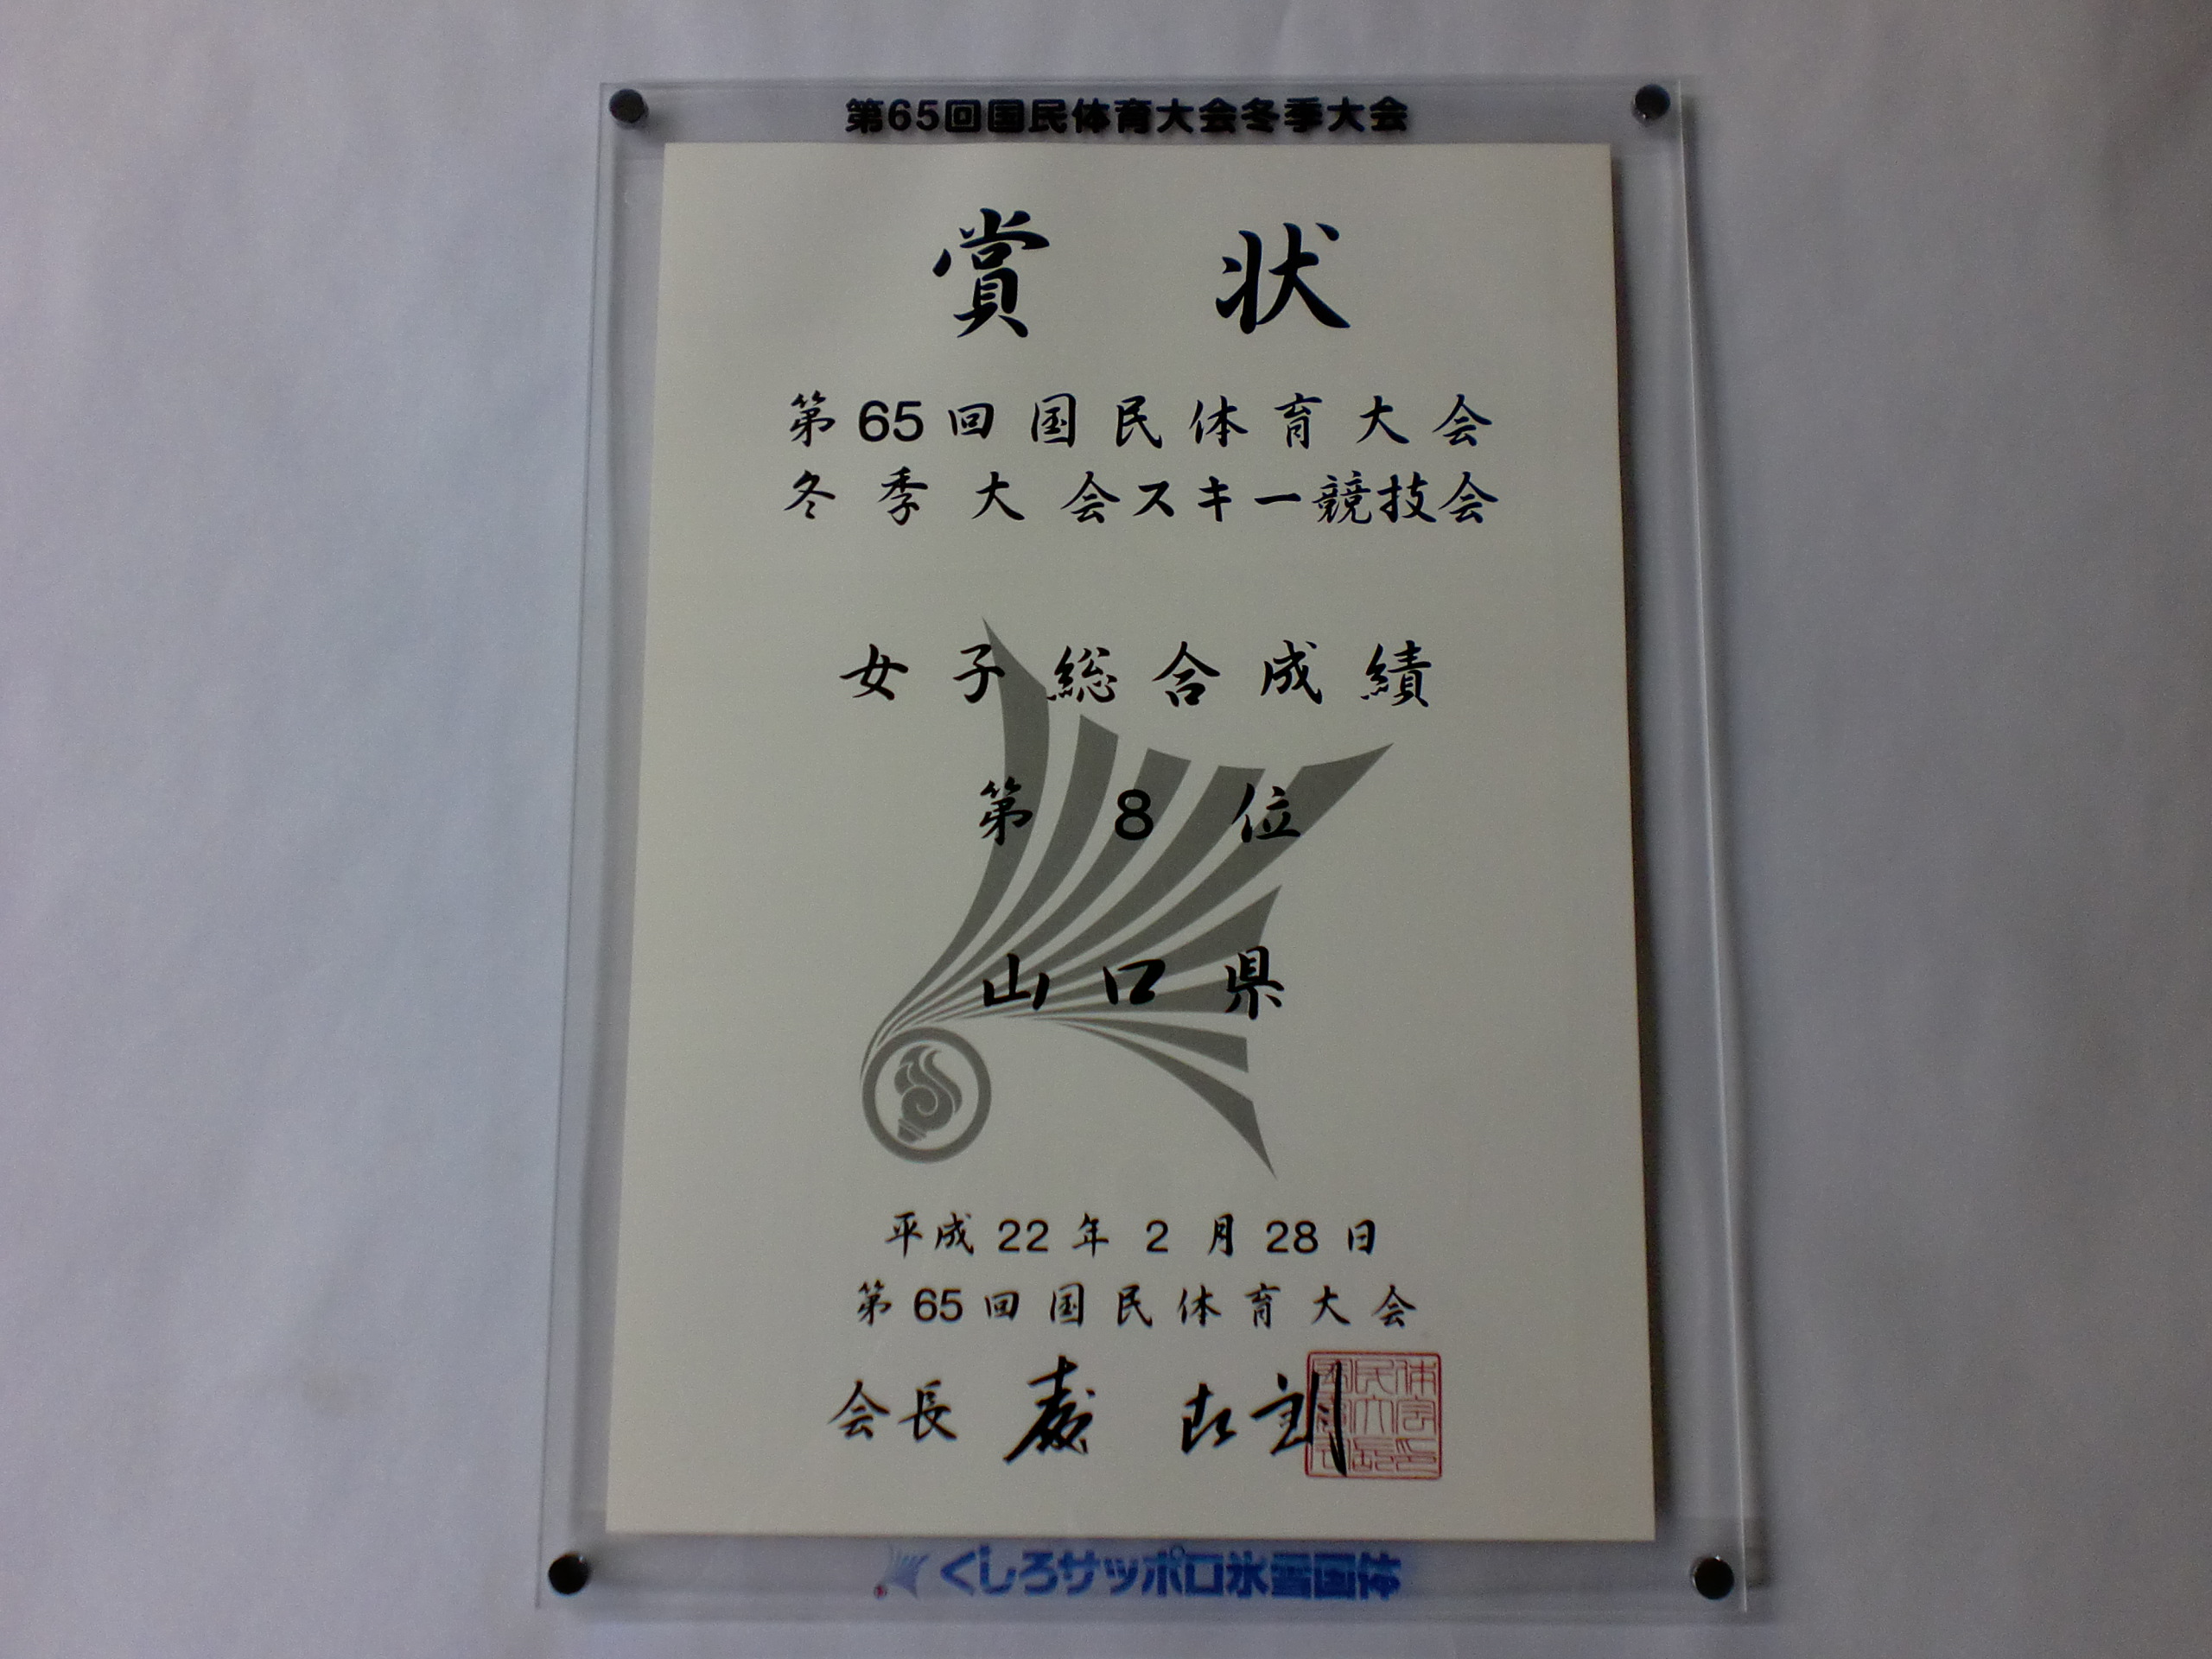 第65回国民体育大会冬季大会
賞状
第65回国民体育大会
冬季大会スキー競技会
女子総合成績
第8位
山口県
平成22年2月28日
第65回国民体育大会
会長
くしろサッポロ氷雪国体